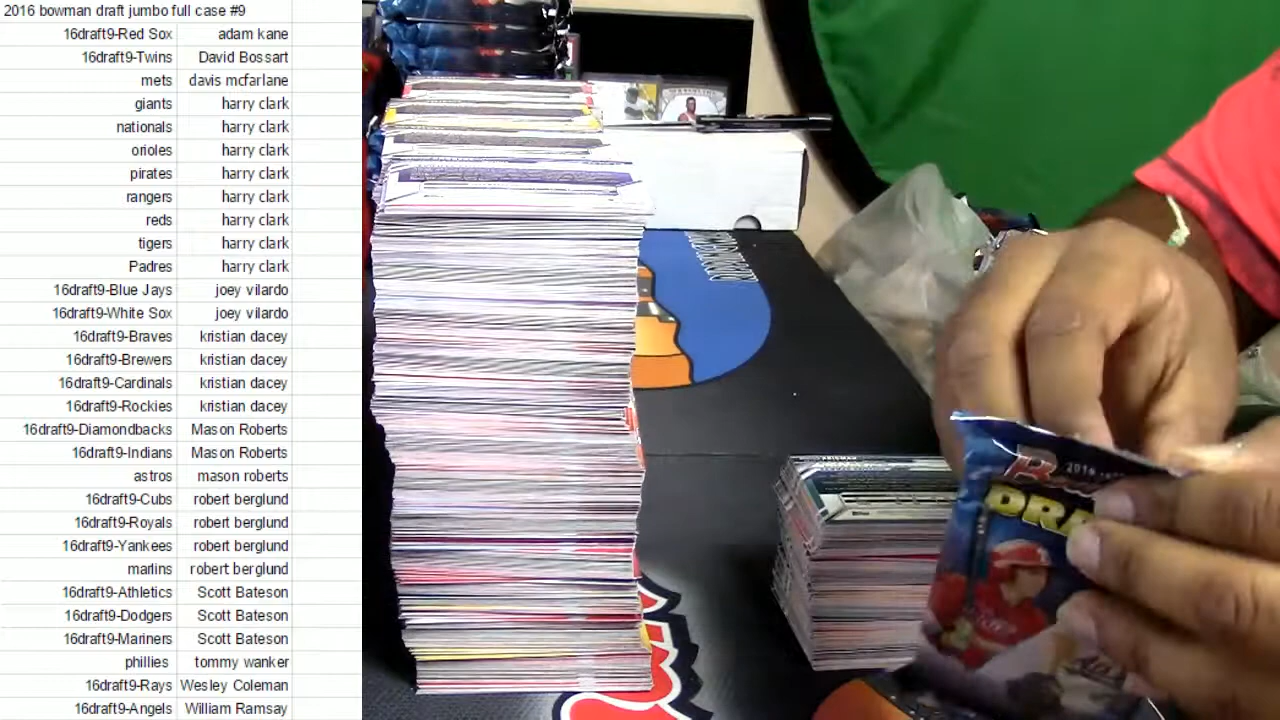 2016 bowman draft jumbo full case #9
16draft9-Red Sox adam kane
16draft9-Twins David Bossart
mets davis mcfarlane
giants harry clark
nationals harry clark
orioles harry clark
pirates harry clark
rangers harry clark
reds harry clark
tigers harry clark
Padres harry clark
16draft9-Blue Jays joey vilardo
16draft9-White Sox joey vilardo
16draft9-Braves kristian dacey
16draft9-Brewers kristian dacey
16draft9-Cardinals kristian dacey
16draft9-Rockies kristian dacey
16draft9-Diamondbacks Mason Roberts
16draft9-Indians Mason Roberts
astros mason roberts
16draft9-Cubs robert berglund
16draft9-Royals robert berglund
16draft9-Yankees robert berglund
marlins robert berglund
16draft9-Athletics Scott Bateson
16draft9-Dodgers Scott Bateson
16draft9-Mariners Scott Bateson
phillies tommy wanker
16draft9-Rays Wesley Coleman
16draft9-Angels William Ramsay
2016
DRA